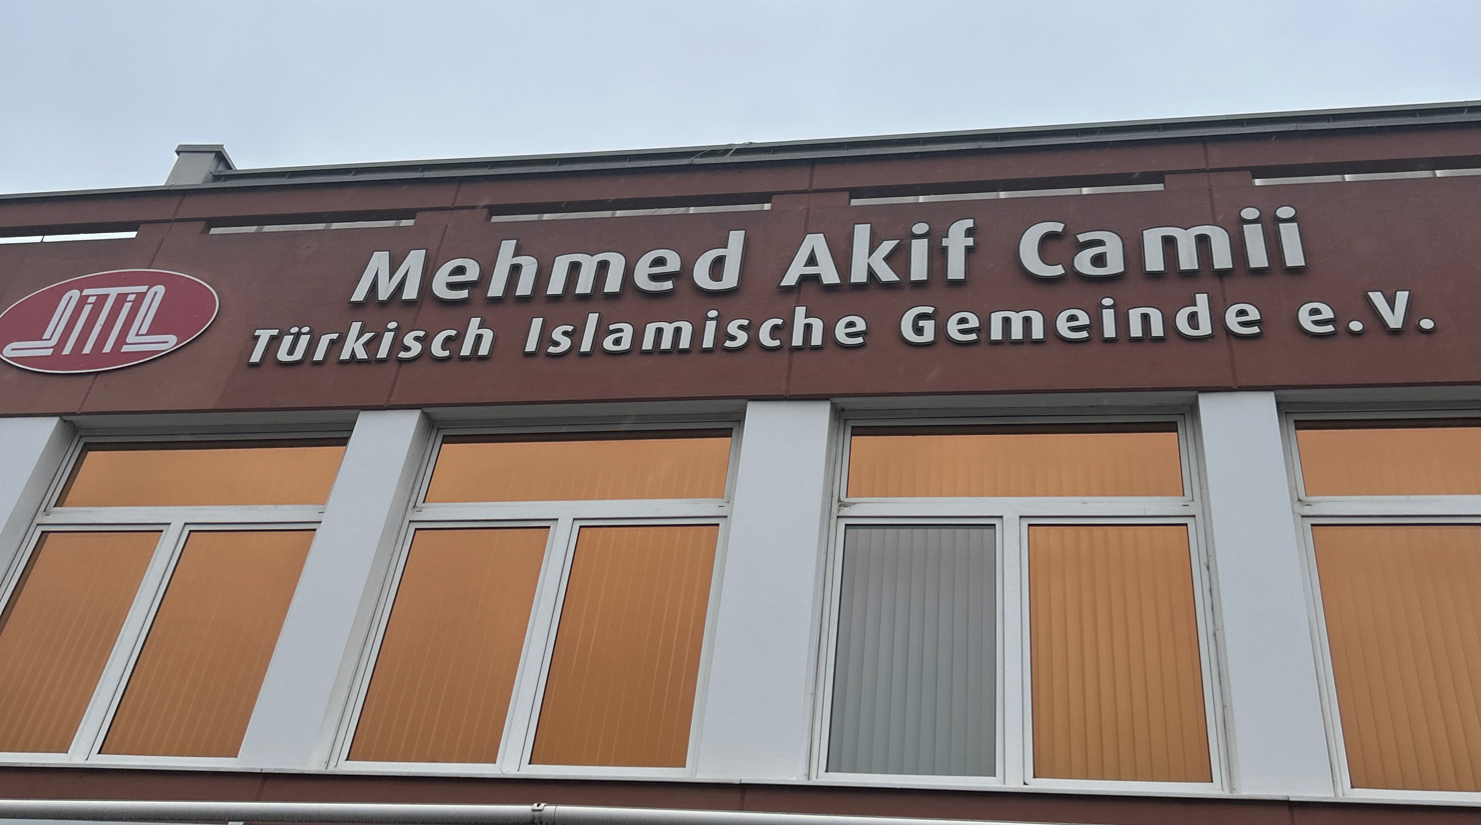 Mehmed Akif Camii
Türkisch Islamische Gemeinde e.V.